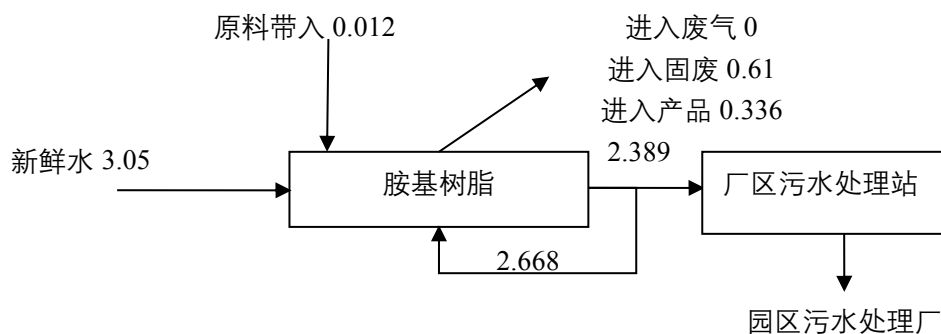 原料带入 0.012
进入废气 0
进入固废 0.61
进入产品 0.336
新鲜水 3.05
2.389
胺基树脂
厂区污水处理站
2.668
园区污水处理厂